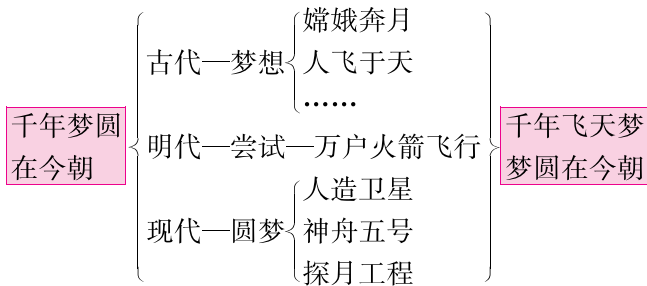 千年梦圆
在今朝
古代—梦想
嫦娥奔月
人飞于天
……
明代—尝试—万户火箭飞行
现代—圆梦
人造卫星
神舟五号
探月工程
千年飞天梦
梦圆在今朝